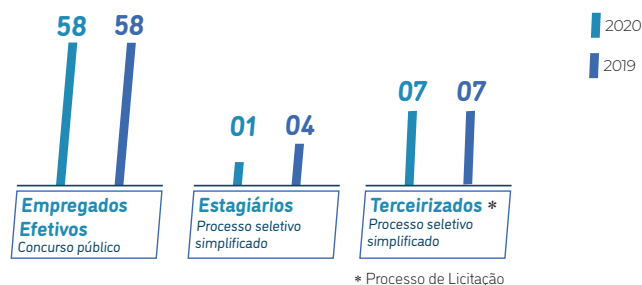 58 58
2020
2019
01 04
07 07
Empregados
Efetivos
Concurso público
Estagiários
Processo seletivo
simplificado
Terceirizados *
Processo seletivo
simplificado
* Processo de Licitação